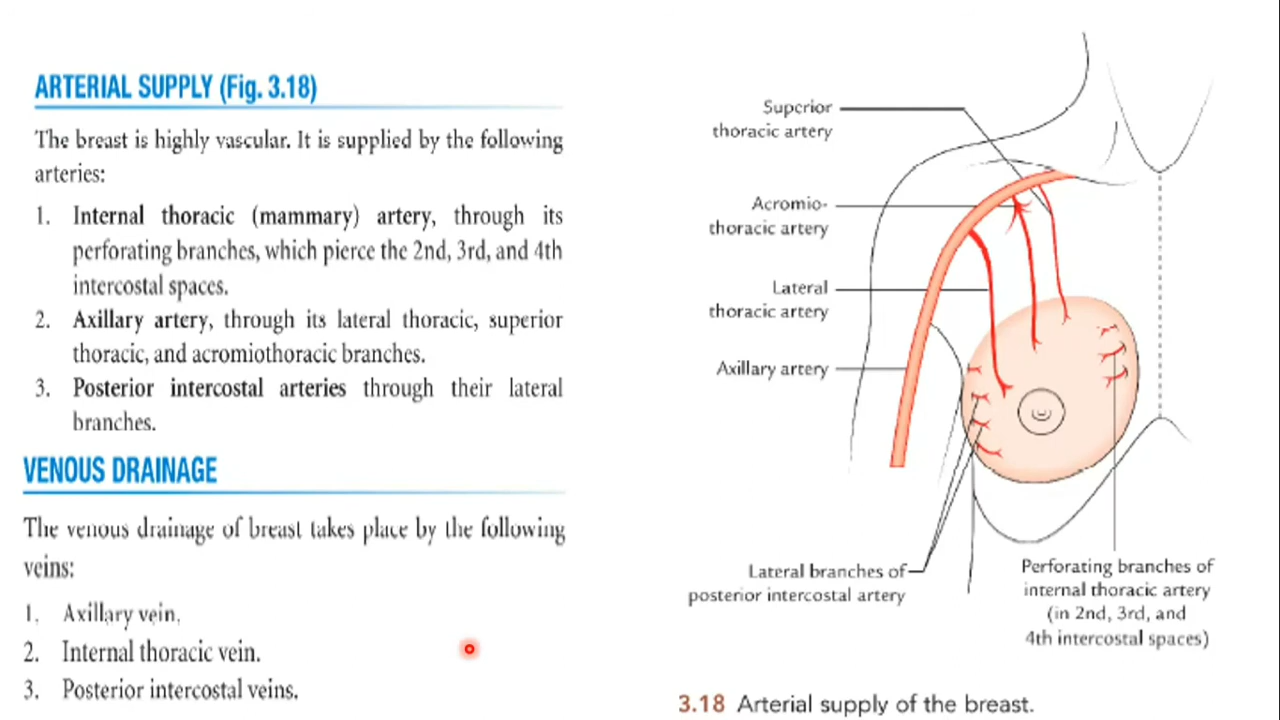 ARTERIAL SUPPLY (Fig. 3.18)
The breast is highly vascular. It is supplied by the following
arteries:
1. Internal thoracic (mammary) artery, through its
perforating branches, which pierce the 2nd, 3rd, and 4th
intercostal spaces.
2. Axillary artery, through its lateral thoracic, superior
thoracic, and acromiothoracic branches.
3. Posterior intercostal arteries through their lateral
branches.
VENOUS DRAINAGE
The venous drainage of breast takes place by the following
veins:
1. Axillary vein.
2. Internal thoracic vein.
3. Posterior intercostal veins.
Superior
thoracic artery
Acromio-
thoracic artery
Lateral
thoracic artery
Axillary artery
Lateral branches of
posterior intercostal artery
Perforating branches of
internal thoracic artery
(in 2nd, 3rd, and
4th intercostal spaces)
3.18 Arterial supply of the breast.